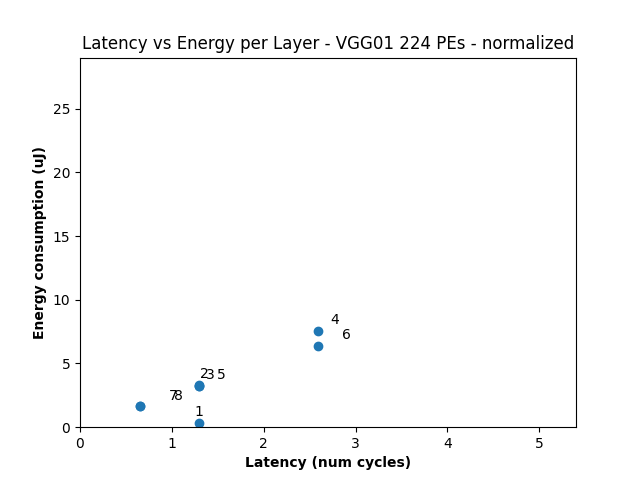 Latency vs Energy per Layer - VGG01 224 PEs - normalized
Energy consumption (uJ)
25
20
15
10
5
0
4
6
2 3 5
7 8
1
0 1 2 3 4 5
Latency (num cycles)